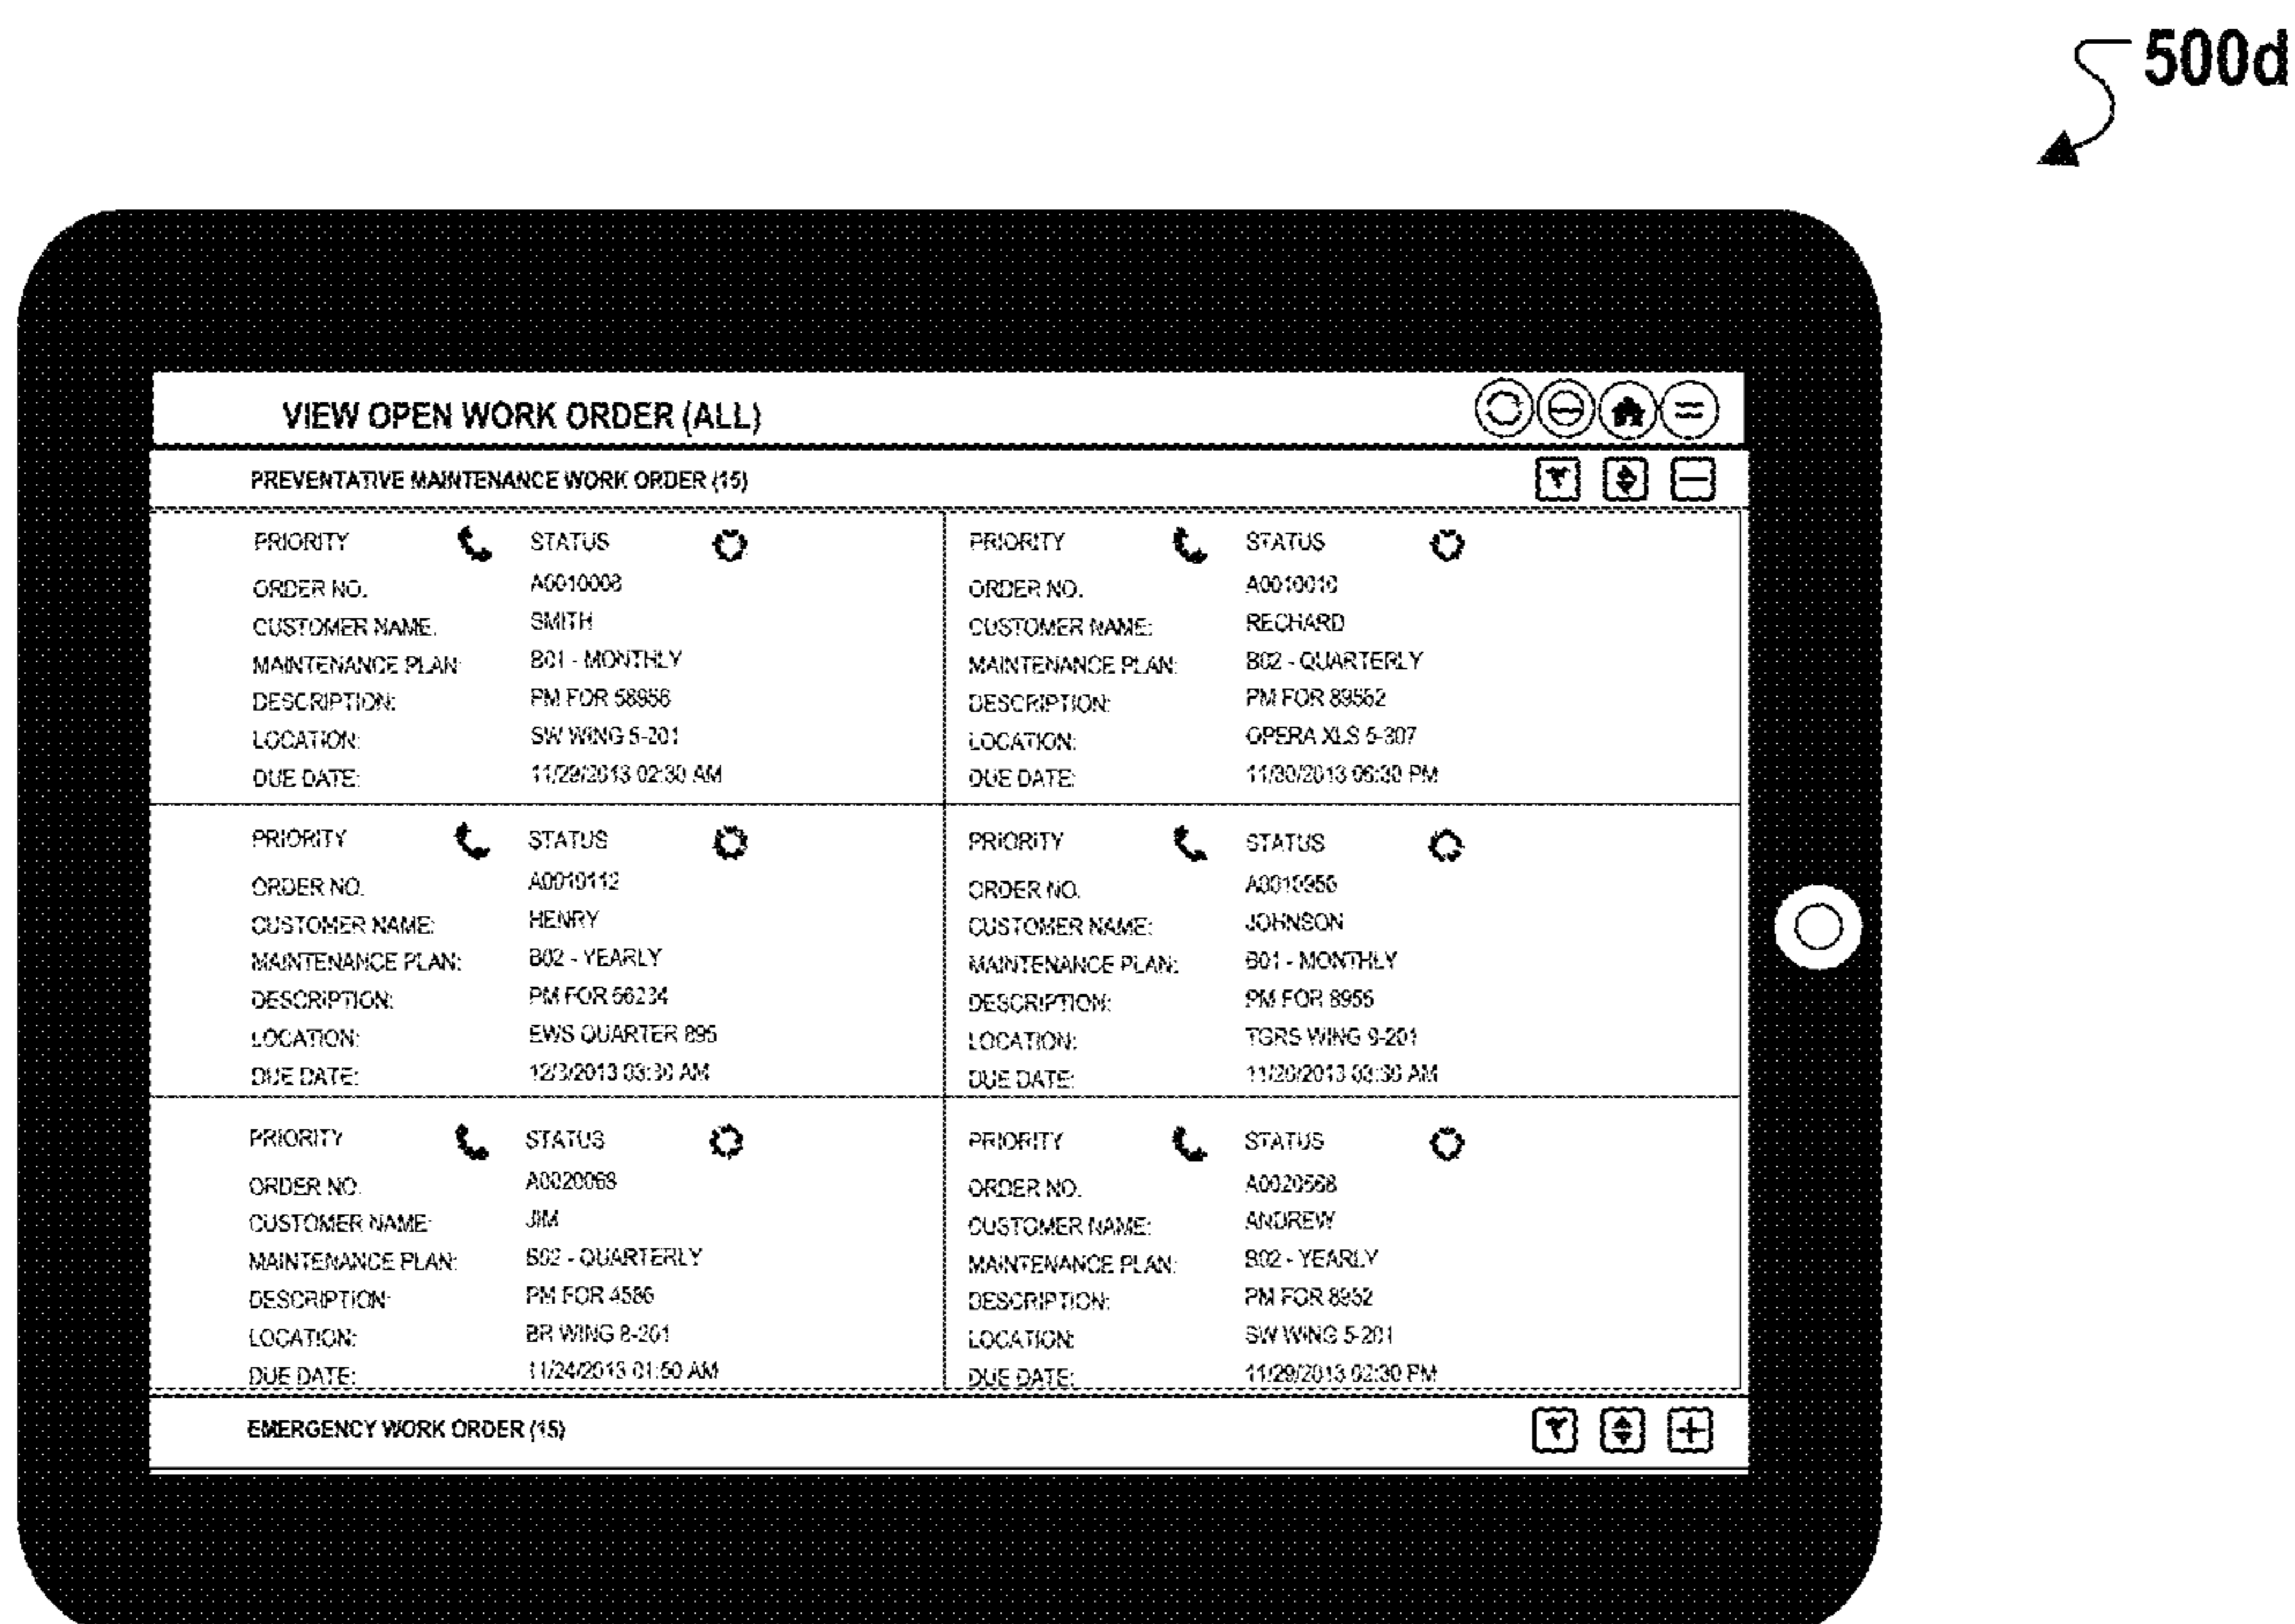 500d
VIEW OPEN WORK ORDER (ALL)
PREVENTATIVE MAINTENANCE WORK ORDER (15)
PRIORITY STATUS
ORDER NO. A0010008
CUSTOMER NAME: SMITH
MAINTENANCE PLAN: B01 - MONTHLY
DESCRIPTION: PM FOR 58956
LOCATION: SW WING 5-201
DUE DATE: 11/29/2013 02:30 AM
PRIORITY STATUS
ORDER NO. A0010010
CUSTOMER NAME: RECHARD
MAINTENANCE PLAN: B02 - QUARTERLY
DESCRIPTION: PM FOR 89562
LOCATION: OPERA XLS 5-307
DUE DATE: 11/30/2013 06:30 PM
PRIORITY STATUS
ORDER NO. A0010112
CUSTOMER NAME: HENRY
MAINTENANCE PLAN: B02 - YEARLY
DESCRIPTION: PM FOR 56234
LOCATION: EWS QUARTER 895
DUE DATE: 12/3/2013 03:30 AM
PRIORITY STATUS
ORDER NO. A0010956
CUSTOMER NAME: JOHNSON
MAINTENANCE PLAN: B01 - MONTHLY
DESCRIPTION: PM FOR 8956
LOCATION: TGRS WING 9-201
DUE DATE: 11/20/2013 03:30 AM
PRIORITY STATUS
ORDER NO. A0020068
CUSTOMER NAME: JIM
MAINTENANCE PLAN: B02 - QUARTERLY
DESCRIPTION: PM FOR 4586
LOCATION: BR WING 8-201
DUE DATE: 11/24/2013 01:50 AM
PRIORITY STATUS
ORDER NO. A0020568
CUSTOMER NAME: ANDREW
MAINTENANCE PLAN: B02 - YEARLY
DESCRIPTION: PM FOR 8952
LOCATION: SW WING 5-201
DUE DATE: 11/29/2013 02:30 PM
EMERGENCY WORK ORDER (15)